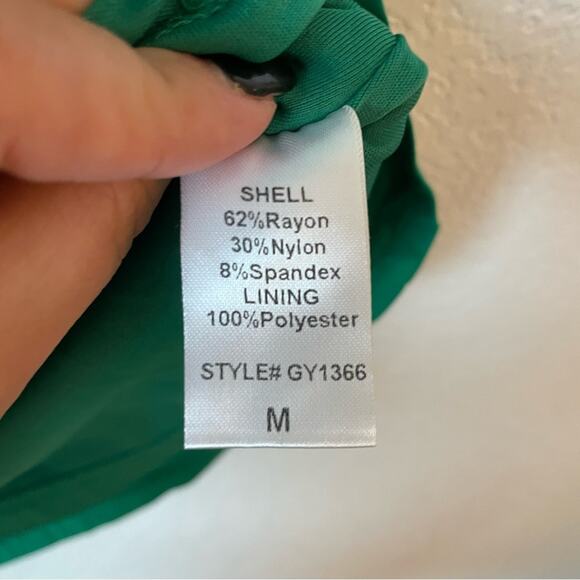 SHELL
62%Rayon
30%Nylon
8%Spandex
LINING
100%Polyester
STYLE# GY1366
M